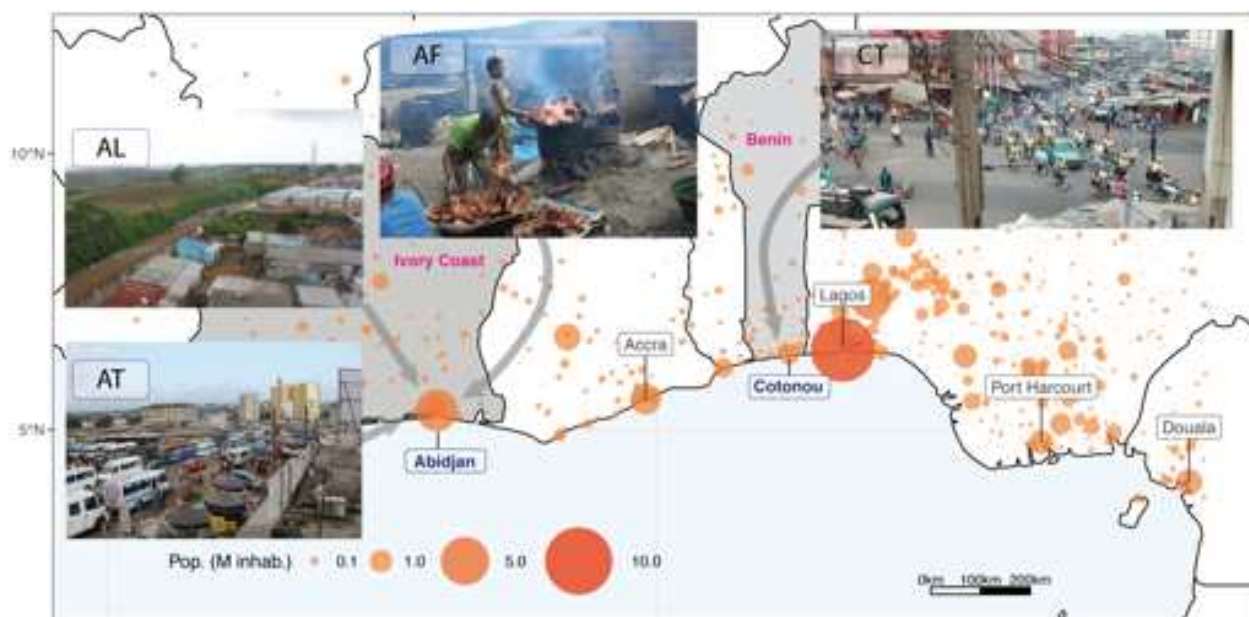 AF
CT
AL
10°N
Benin
Ivory Coast
Lagos
AT
Accra
Cotonou
Port Harcourt
5°N
Douala
Abidjan
Pop. (M inhab.) 0.1 1.0 5.0 10.0
0km 100km 200km